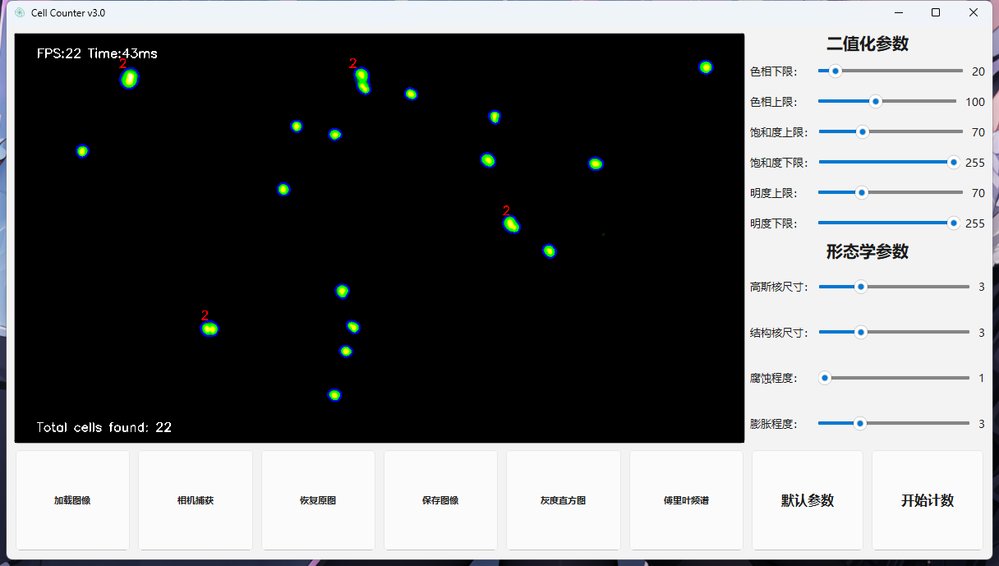 Cell Counter v3.0
FPS:22 Time:43ms
2
2
2
2
Total cells found: 22
二值化参数
色相下限： 20
色相上限： 100
饱和度上限： 70
饱和度下限： 255
明度上限： 70
明度下限： 255
形态学参数
高斯核尺寸： 3
结构核尺寸： 3
腐蚀程度： 1
膨胀程度： 3
加载图像
相机捕获
恢复原图
保存图像
灰度直方图
傅里叶频谱
默认参数
开始计数